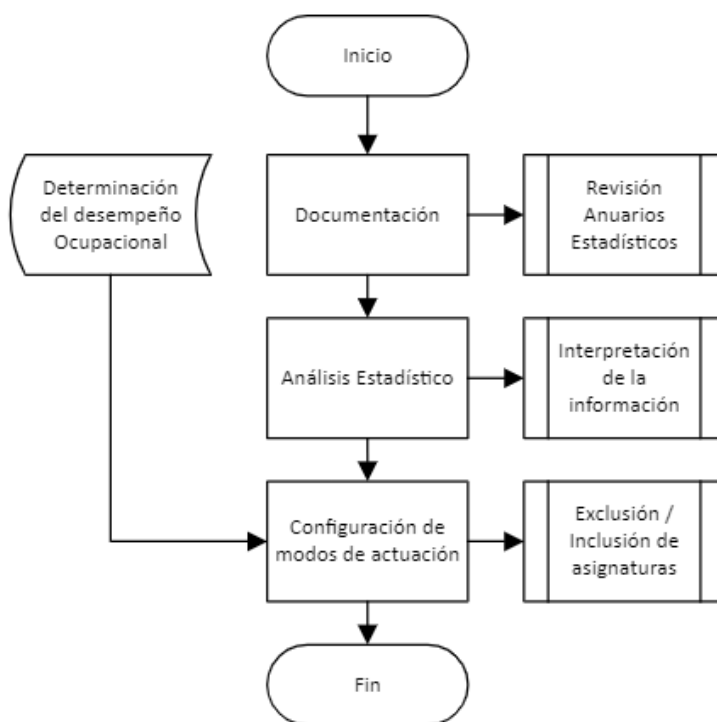 Inicio
Determinación
del desempeño
Ocupacional
Documentación
Revisión
Anuarios
Estadísticos
Análisis Estadístico
Interpretación
de la
información
Configuración de
modos de actuación
Exclusión /
Inclusión de
asignaturas
Fin